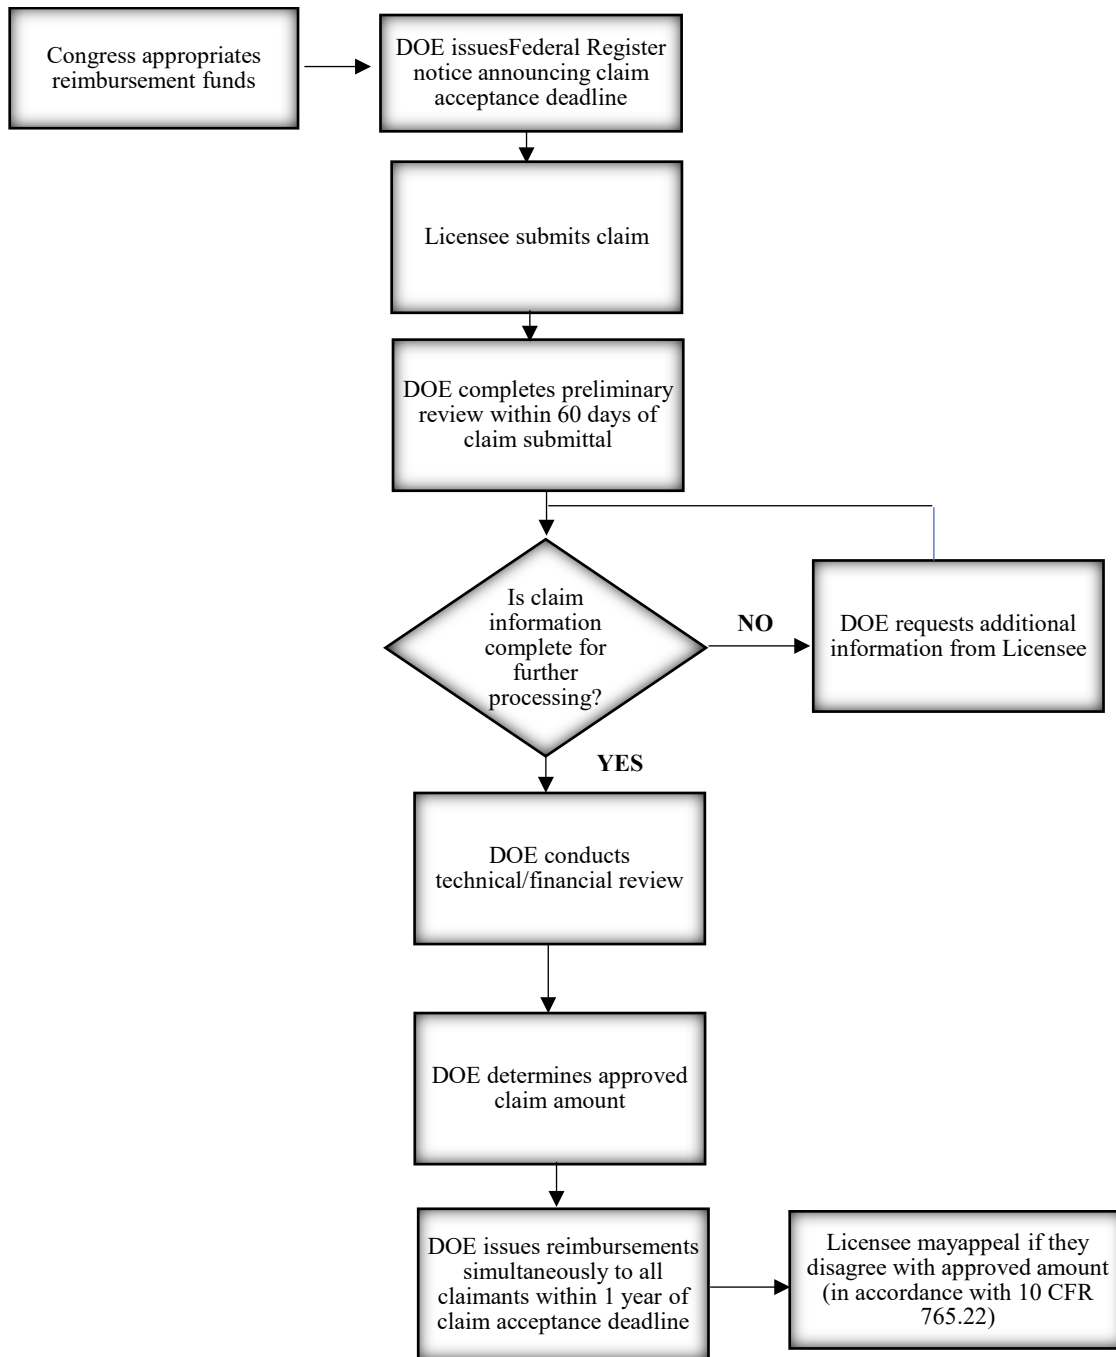 Congress appropriates
reimbursement funds
DOE issuesFederal Register
notice announcing claim
acceptance deadline
Licensee submits claim
DOE completes preliminary
review within 60 days of
claim submittal
Is claim
information
complete for
further
processing?
NO
DOE requests additional
information from Licensee
YES
DOE conducts
technical/financial review
DOE determines approved
claim amount
DOE issues reimbursements
simultaneously to all
claimants within 1 year of
claim acceptance deadline
Licensee mayappeal if they
disagree with approved amount
(in accordance with 10 CFR
765.22)